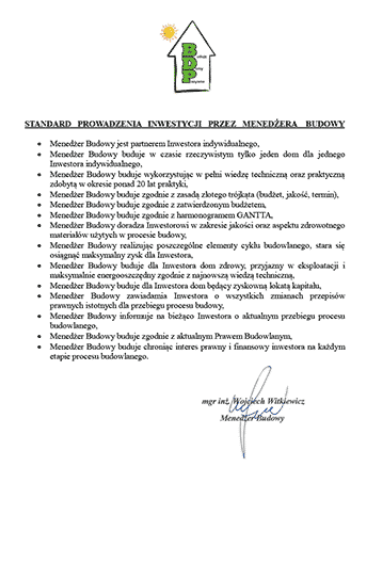 BDP
STANDARD PROWADZENIA INWESTYCJI PRZEZ MENEDŻERA BUDOWY
• Menedżer Budowy jest partnerem Inwestora indywidualnego,
• Menedżer Budowy buduje w czasie rzeczywistym tylko jeden dom dla jednego
Inwestora indywidualnego,
• Menedżer Budowy buduje wykorzystując w pełni wiedzę techniczną oraz praktyczną
zdobytą w okresie ponad 20 lat praktyki,
• Menedżer Budowy buduje zgodnie z zasadą złotego trójkąta (budżet, jakość, termin),
• Menedżer Budowy buduje zgodnie z zatwierdzonym budżetem,
• Menedżer Budowy buduje zgodnie z harmonogramem GANTTA,
• Menedżer Budowy doradza Inwestorowi w zakresie jakości oraz aspektu zdrowotnego
materiałów użytych w procesie budowy,
• Menedżer Budowy realizując poszczególne elementy cyklu budowlanego, stara się
osiągnąć maksymalny zysk dla Inwestora,
• Menedżer Budowy buduje dla Inwestora dom zdrowy, przyjazny w eksploatacji i
maksymalnie energooszczędny zgodnie z najnowszą wiedzą techniczną,
• Menedżer Budowy buduje dla Inwestora dom będący zyskowną lokatą kapitału,
• Menedżer Budowy zawiadamia Inwestora o wszystkich zmianach przepisów
prawnych istotnych dla przebiegu procesu budowy,
• Menedżer Budowy informuje na bieżąco Inwestora o aktualnym przebiegu procesu
budowlanego,
• Menedżer Budowy buduje zgodnie z aktualnym Prawem Budowlanym,
• Menedżer Budowy buduje chroniąc interes prawny i finansowy inwestora na każdym
etapie procesu budowlanego.
mgr inż. Wojciech Witkiewicz
Menedżer Budowy